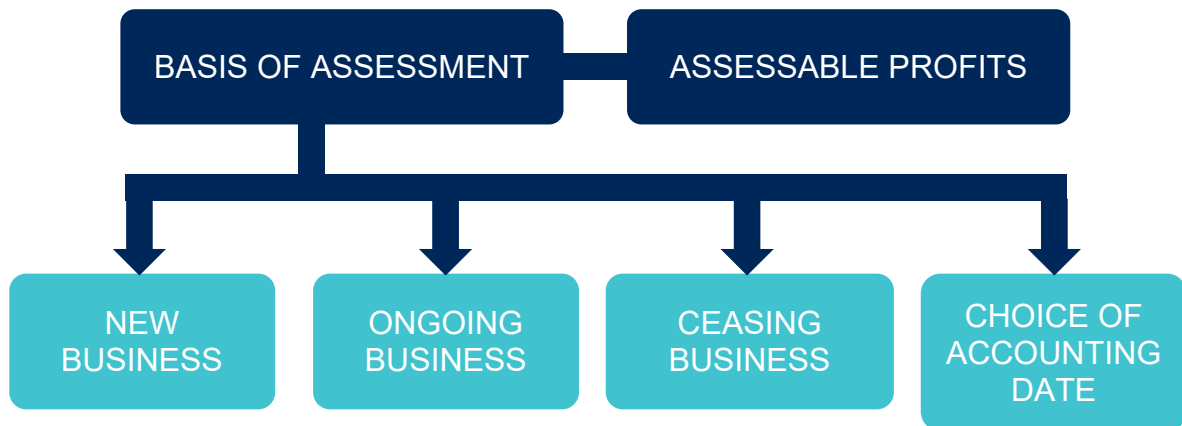 BASIS OF ASSESSMENT
ASSESSABLE PROFITS
NEW
BUSINESS
ONGOING
BUSINESS
CEASING
BUSINESS
CHOICE OF
ACCOUNTING
DATE